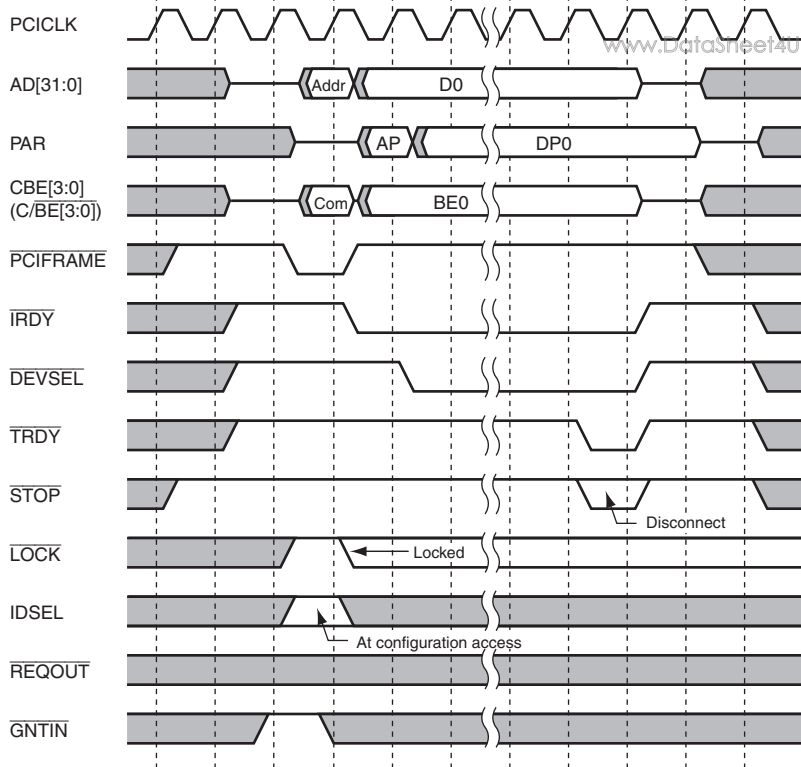 PCICLK
www.DataSheet4U
AD[31:0]
Addr
D0
PAR
AP
DP0
CBE[3:0]
(C/BE[3:0])
Com
BE0
PCIFRAME
IRDY
DEVSEL
TRDY
STOP
Disconnect
LOCK
Locked
IDSEL
At configuration access
REQOUT
GNTIN